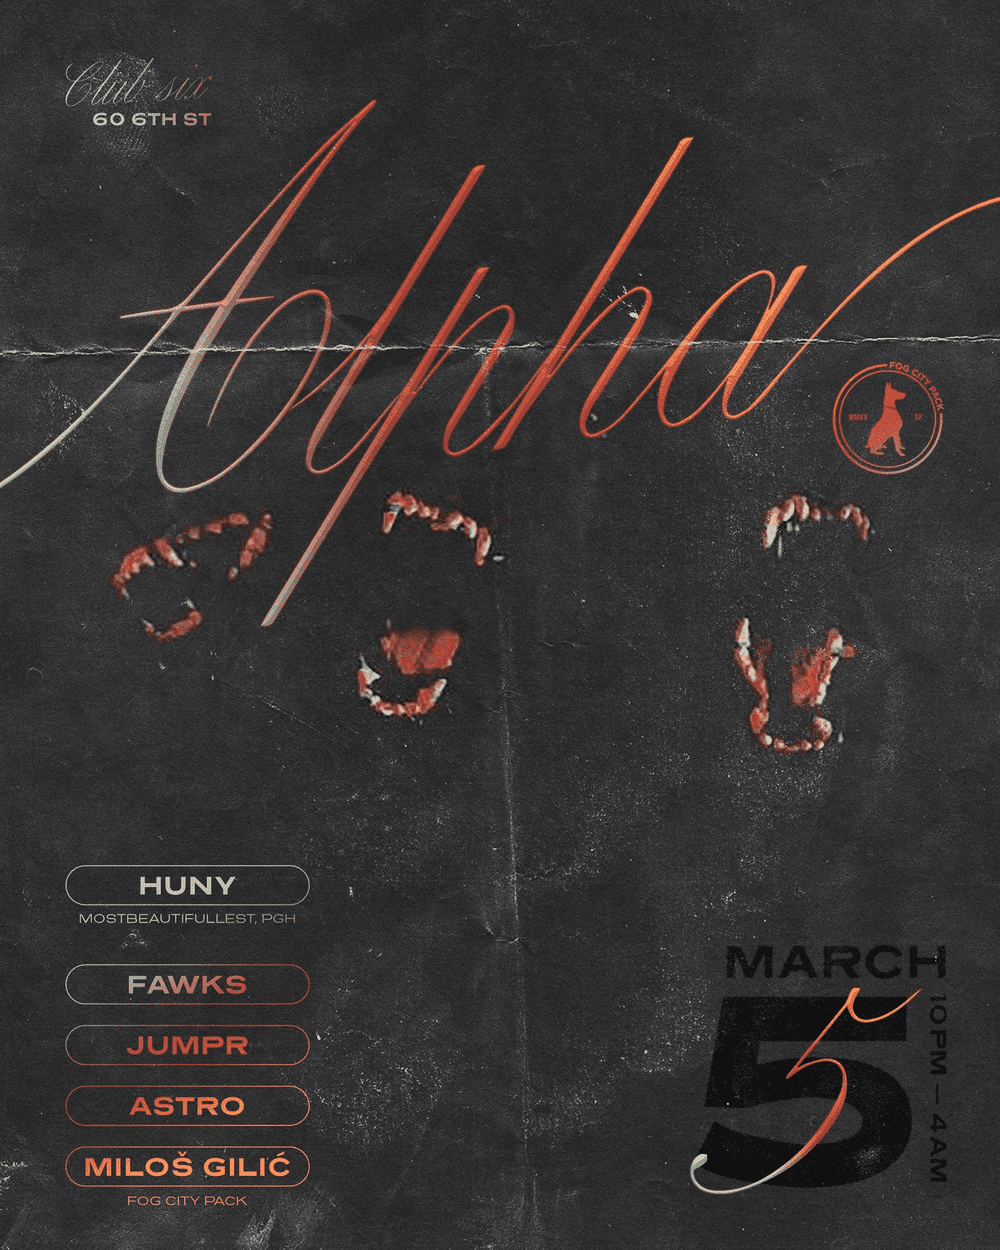 Club six
60 6TH ST
Alpha
FOG CITY PACK
MMXV
SF.
HUNY
MOSTBEAUTIFULLEST, PGH
FAWKS
JUMPR
ASTRO
MILOŠ GILIĆ
FOG CITY PACK
MARCH
5
10PM — 4AM